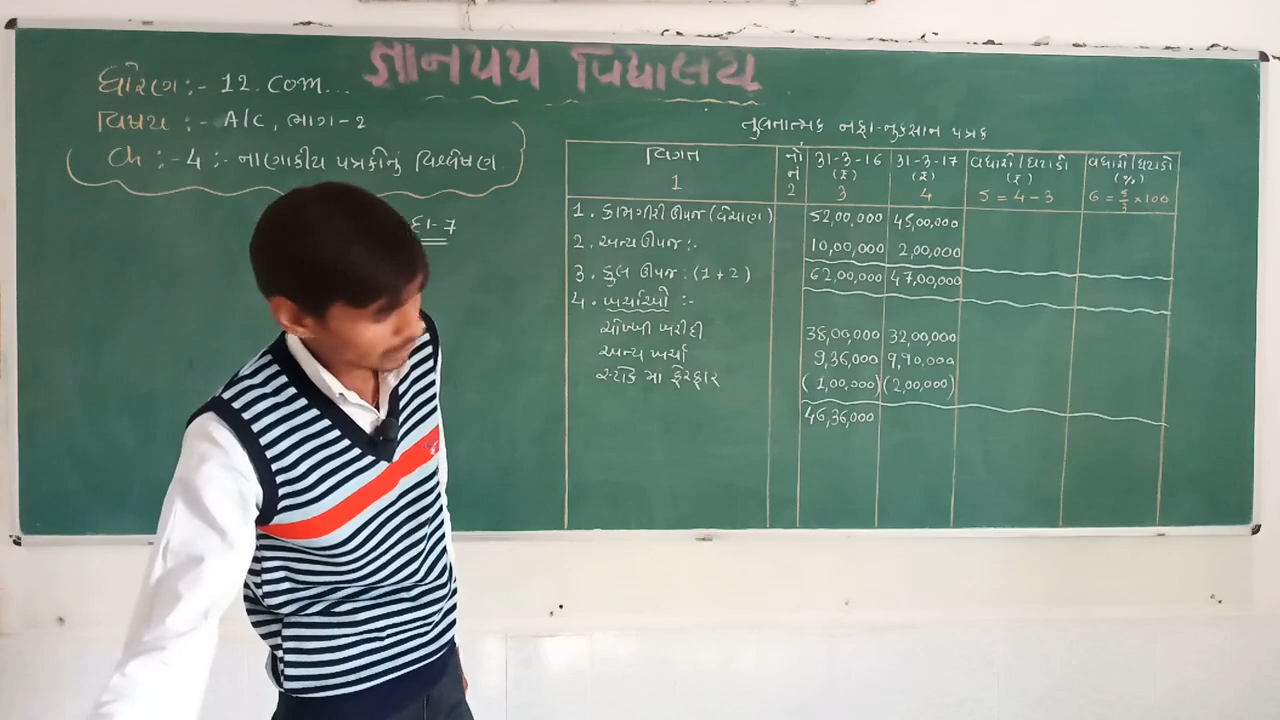 જ્ઞાનપથ વિદ્યાલય
ધોરણ :- 12. com...
વિષય :- A/C, ભાગ-2
Ch :- 4 :- નાણાકીય પત્રકોનું વિશ્લેષણ
દા-7
તુલનાત્મક નફા-નુકસાન પત્રક
વિગત નોં નં 31-3-16 (₹) 31-3-17 (₹) વધારો/ઘટાડો (₹) વધારો/ઘટાડો (%)
1 2 3 4 5 = 4 - 3 6 = 5/3 × 100
1. કામગીરી ઊપજ (વેચાણ) 52,00,000 45,00,000
2. અન્ય ઊપજ :- 10,00,000 2,00,000
3. કુલ ઊપજ : (1+2) 62,00,000 47,00,000
4. ખર્ચાઓ :-
ચોખ્ખી ખરીદી 38,00,000 32,00,000
અન્ય ખર્ચા 9,36,000 9,90,000
સ્ટોક મા ફેરફાર (1,00,000) (2,00,000)
46,36,000